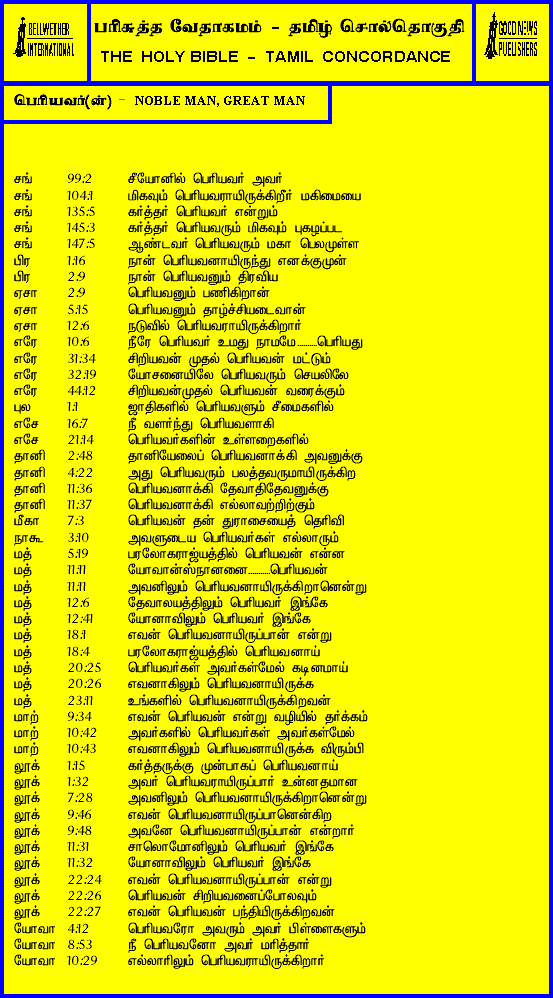 BELLWETHER
INTERNATIONAL
பரிசுத்த வேதாகமம் - தமிழ் சொல்தொகுதி
THE HOLY BIBLE - TAMIL CONCORDANCE
GOOD NEWS
PUBLISHERS
பெரியவர்(ன்) - NOBLE MAN, GREAT MAN
சங் 99:2 சீயோனில் பெரியவர் அவர்
சங் 104:1 மிகவும் பெரியவராயிருக்கிறீர் மகிமையை
சங் 135:5 கர்த்தர் பெரியவர் என்றும்
சங் 145:3 கர்த்தர் பெரியவரும் மிகவும் புகழப்பட
சங் 147:5 ஆண்டவர் பெரியவரும் மகா பெலமுள்ள
பிர 1:16 நான் பெரியவனாயிருந்து எனக்குமுன்
பிர 2:9 நான் பெரியவனும் திரவிய
ஏசா 2:9 பெரியவனும் பணிகிறான்
ஏசா 5:15 பெரியவனும் தாழ்ச்சியடைவான்
ஏசா 12:6 நடுவில் பெரியவராயிருக்கிறார்
எரே 10:6 நீரே பெரியவர் உமது நாமமே..........பெரியது
எரே 31:34 சிறியவன் முதல் பெரியவன் மட்டும்
எரே 32:19 யோசனையிலே பெரியவரும் செயலிலே
எரே 44:12 சிறியவன்முதல் பெரியவன் வரைக்கும்
புல 1:1 ஜாதிகளில் பெரியவளும் சீமைகளில்
எசே 16:7 நீ வளர்ந்து பெரியவளாகி
எசே 21:14 பெரியவர்களின் உள்ளறைகளில்
தானி 2:48 தானியேலைப் பெரியவனாக்கி அவனுக்கு
தானி 4:22 அது பெரியவரும் பலத்தவருமாயிருக்கிற
தானி 11:36 பெரியவனாக்கி தேவாதிதேவனுக்கு
தானி 11:37 பெரியவனாக்கி எல்லாவற்றிற்கும்
மீகா 7:3 பெரியவன் தன் துராசையைத் தெரிவி
நாகூ 3:10 அவளுடைய பெரியவர்கள் எல்லாரும்
மத் 5:19 பரலோகராஜ்யத்தில் பெரியவன் என்ன
மத் 11:11 யோவான்ஸ்நானனை..........பெரியவன்
மத் 11:11 அவனிலும் பெரியவனாயிருக்கிறானென்று
மத் 12:6 தேவாலயத்திலும் பெரியவர் இங்கே
மத் 12:41 யோனாவிலும் பெரியவர் இங்கே
மத் 18:1 எவன் பெரியவனாயிருப்பான் என்று
மத் 18:4 பரலோகராஜ்யத்தில் பெரியவனாய்
மத் 20:25 பெரியவர்கள் அவர்கள்மேல் கடினமாய்
மத் 20:26 எவனாகிலும் பெரியவனாயிருக்க
மத் 23:11 உங்களில் பெரியவனாயிருக்கிறவன்
மாற் 9:34 எவன் பெரியவன் என்று வழியில் தர்க்கம்
மாற் 10:42 அவர்களில் பெரியவர்கள் அவர்கள்மேல்
மாற் 10:43 எவனாகிலும் பெரியவனாயிருக்க விரும்பி
லூக் 1:15 கர்த்தருக்கு முன்பாகப் பெரியவனாய்
லூக் 1:32 அவர் பெரியவராயிருப்பார் உன்னதமான
லூக் 7:28 அவனிலும் பெரியவனாயிருக்கிறானென்று
லூக் 9:46 எவன் பெரியவனாயிருப்பானென்கிற
லூக் 9:48 அவனே பெரியவனாயிருப்பான் என்றார்
லூக் 11:31 சாலொமோனிலும் பெரியவர் இங்கே
லூக் 11:32 யோனாவிலும் பெரியவர் இங்கே
லூக் 22:24 எவன் பெரியவனாயிருப்பான் என்று
லூக் 22:26 பெரியவன் சிறியவனைப்போலவும்
லூக் 22:27 எவன் பெரியவன் பந்தியிருக்கிறவன்
யோவா 4:12 பெரியவரோ அவரும் அவர் பிள்ளைகளும்
யோவா 8:53 நீ பெரியவனோ அவர் மரித்தார்
யோவா 10:29 எல்லாரிலும் பெரியவராயிருக்கிறார்